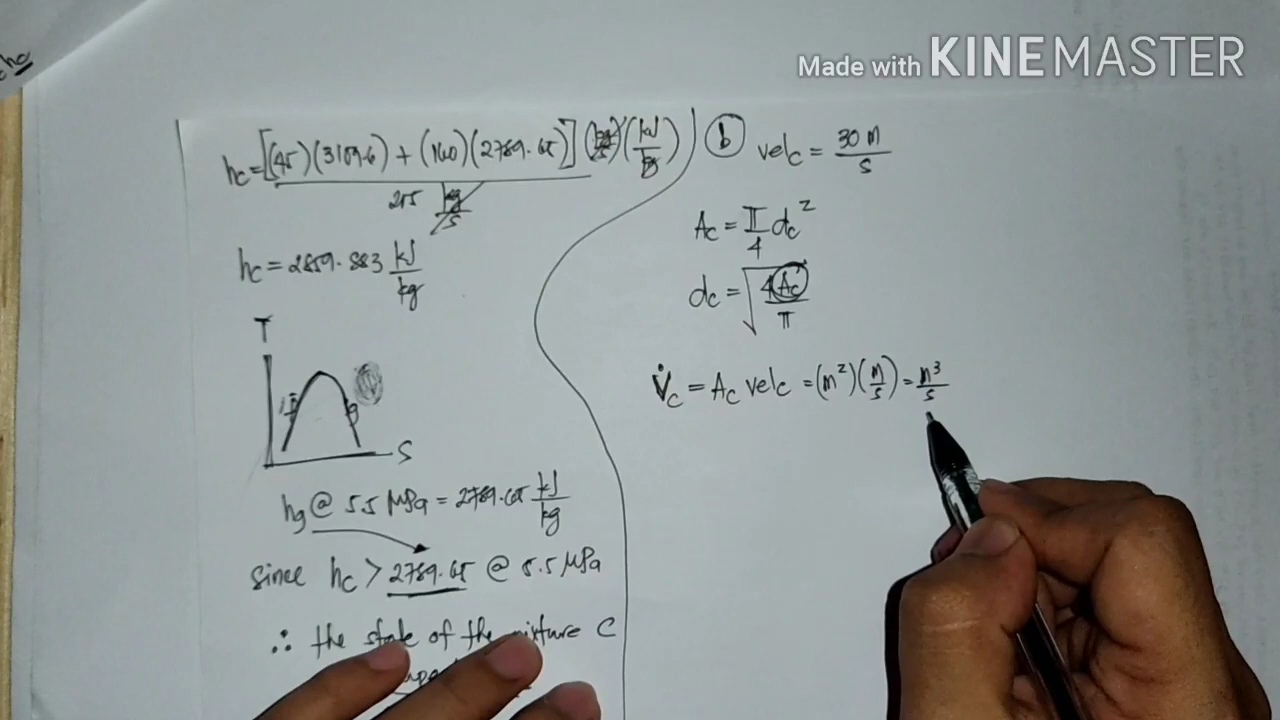 Made with KINEMASTER
hc
hc = [(45)(3109.6) + (160)(2789.65)] (kg/s) (kJ/kg)
205 kg/s
hc = 2859.883 kJ/kg
T
S
hg @ 5.5 MPa = 2789.65 kJ/kg
since hc > 2789.65 @ 5.5 MPa
∴ the state of the mixture C
b velc = 30 m/s
Ac = π/4 dc²
dc = √(4Ac/π)
V̇c = Ac velc = (m²)(m/s) = m³/s